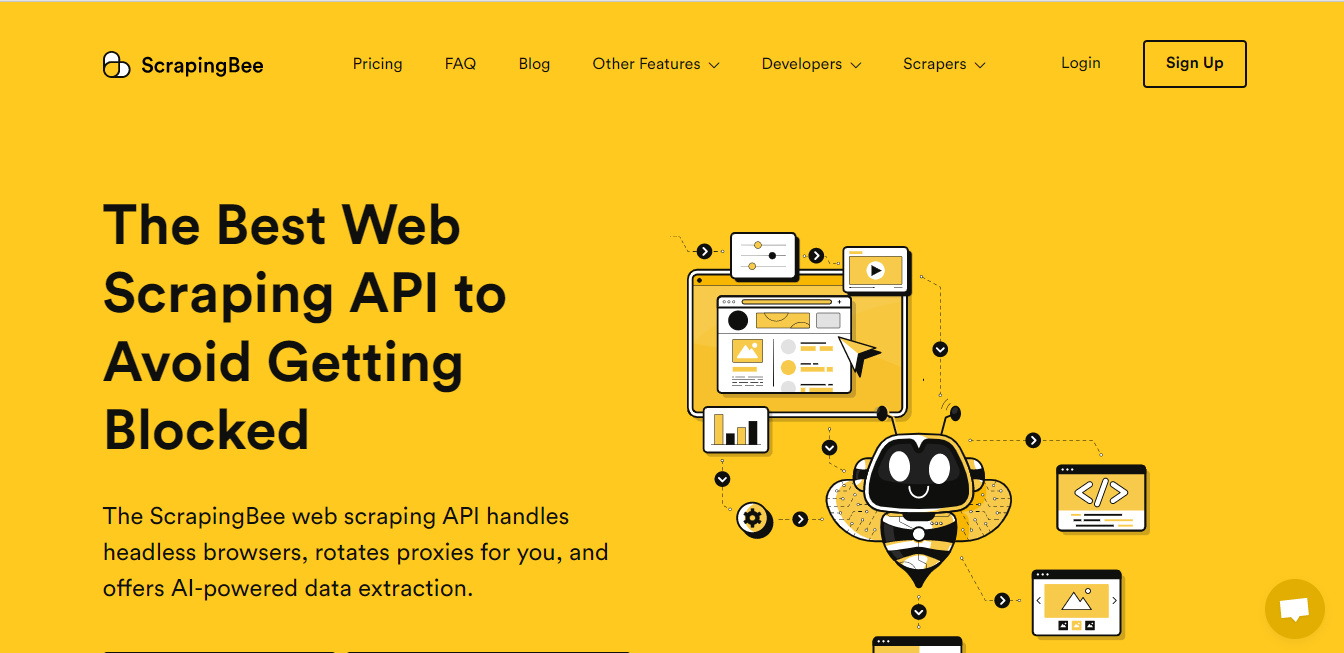 ScrapingBee Pricing FAQ Blog Other Features Developers Scrapers Login Sign Up
The Best Web
Scraping API to
Avoid Getting
Blocked
The ScrapingBee web scraping API handles
headless browsers, rotates proxies for you, and
offers AI-powered data extraction.
</>